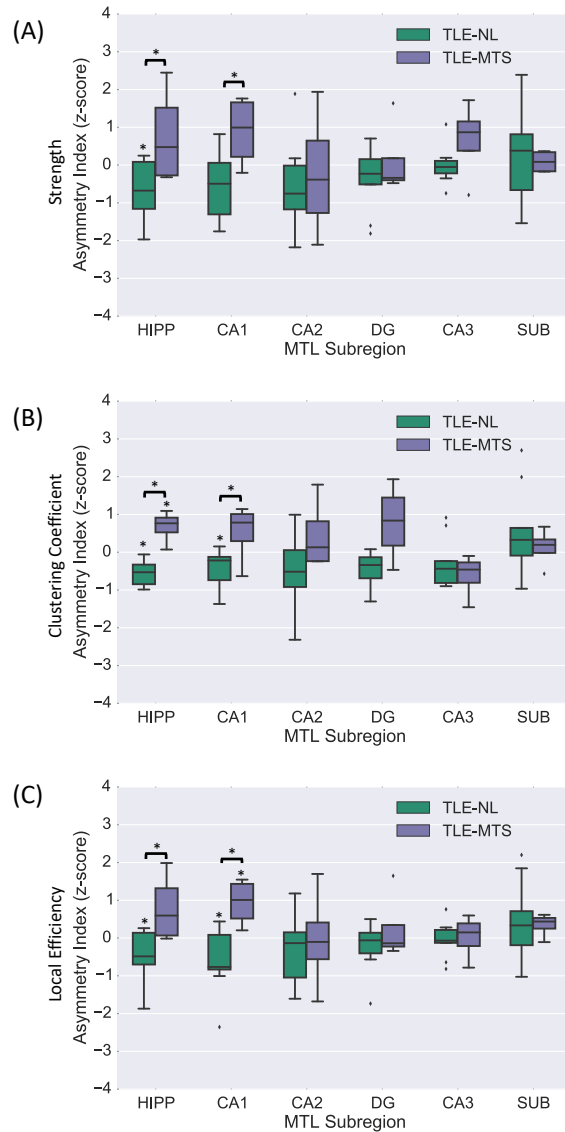 (A)
4
3
2
1
0
−1
−2
−3
−4
Strength
Asymmetry Index (z-score)
TLE-NL
TLE-MTS
*
*
*
HIPP CA1 CA2 DG CA3 SUB
MTL Subregion
(B)
4
3
2
1
0
−1
−2
−3
−4
Clustering Coefficient
Asymmetry Index (z-score)
TLE-NL
TLE-MTS
*
*
*
*
*
HIPP CA1 CA2 DG CA3 SUB
MTL Subregion
(C)
4
3
2
1
0
−1
−2
−3
−4
Local Efficiency
Asymmetry Index (z-score)
TLE-NL
TLE-MTS
*
*
*
*
*
HIPP CA1 CA2 DG CA3 SUB
MTL Subregion